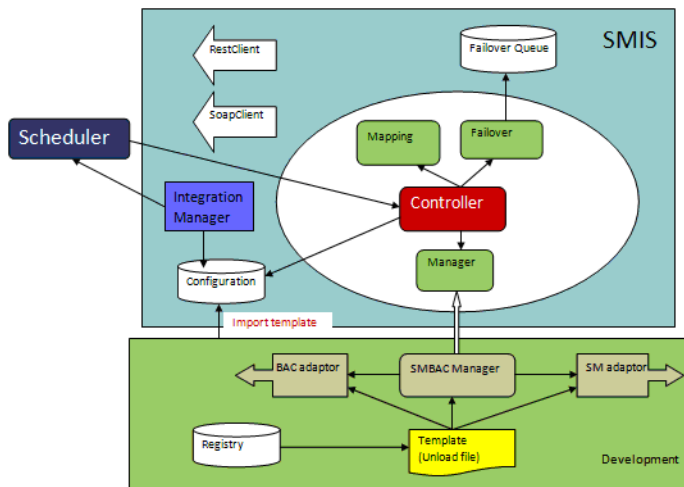 RestClient
Failover Queue
SMIS
SoapClient
Scheduler
Mapping
Failover
Integration
Manager
Controller
Manager
Configuration
Import template
BAC adaptor
SMBAC Manager
SM adaptor
Registry
Template
(Unload file)
Development